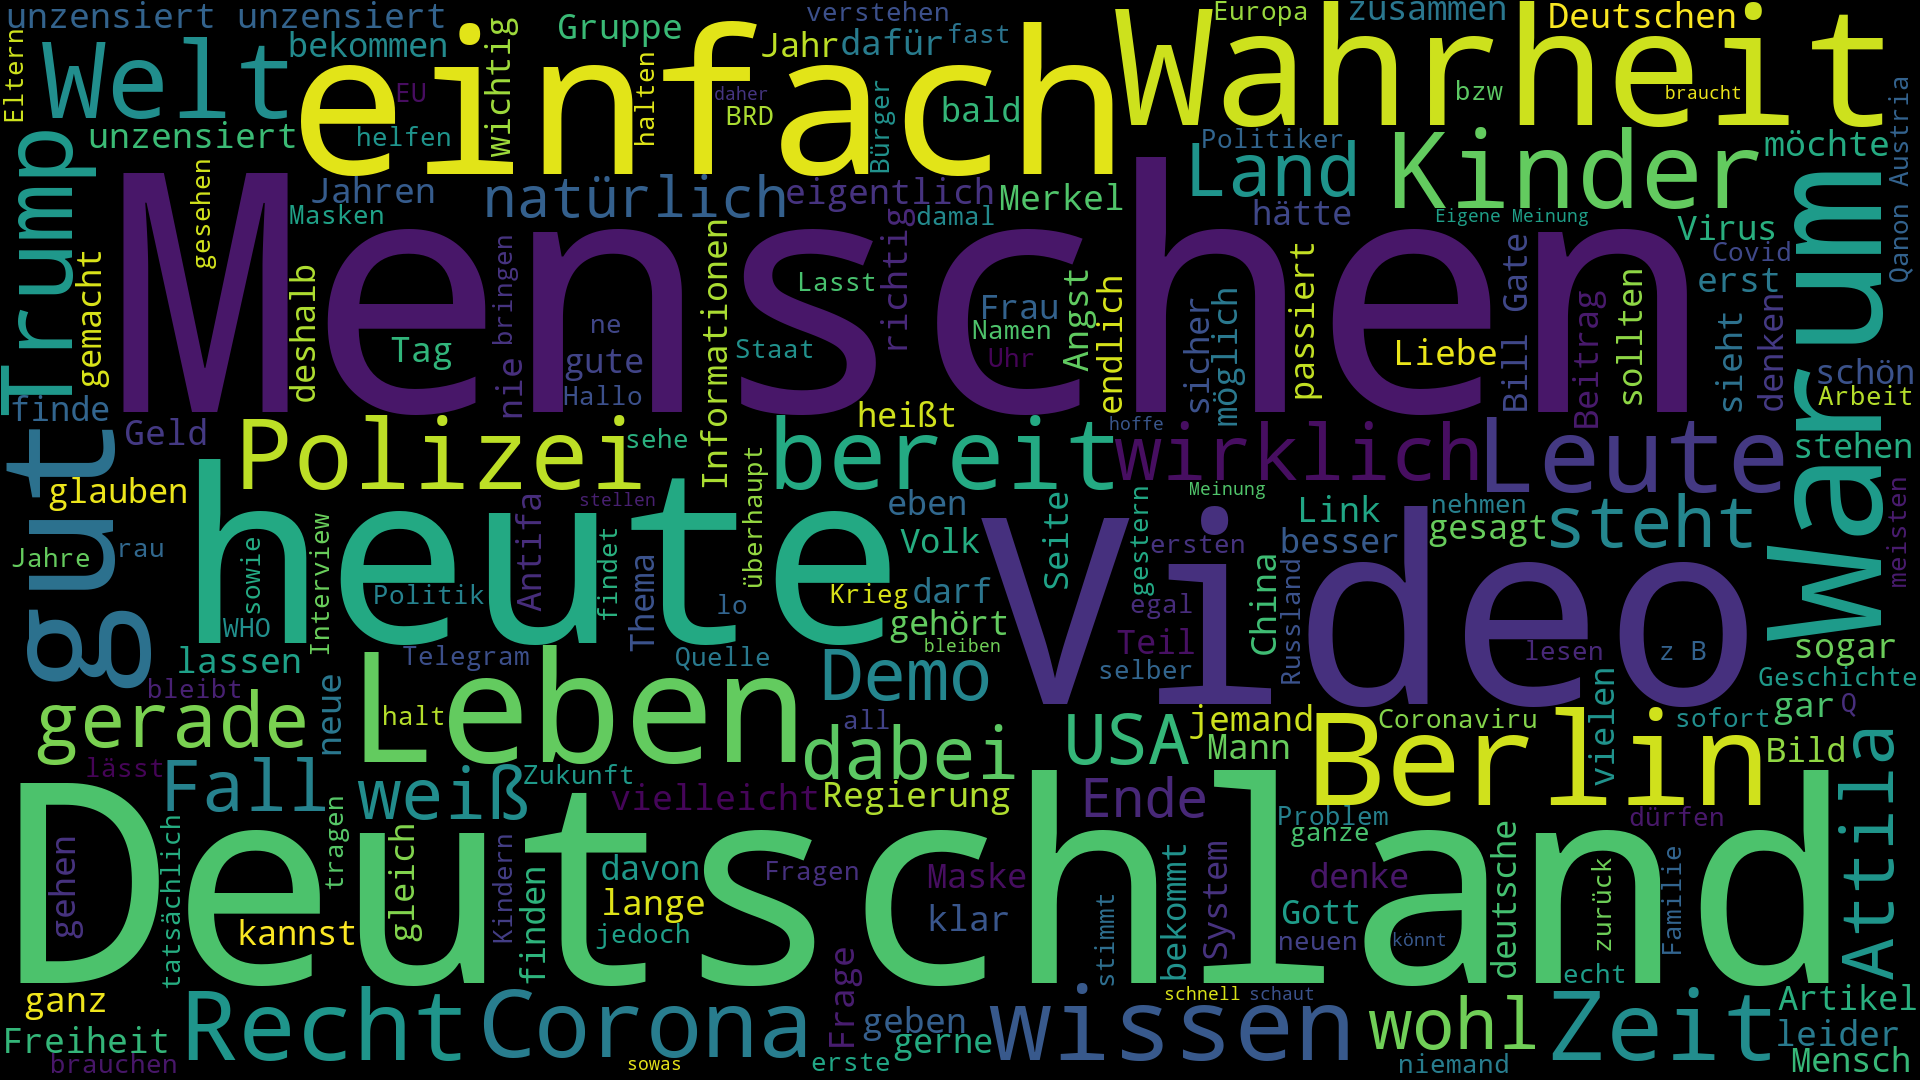 unzensiert unzensiert
Gruppe
verstehen
Europa
zusammen
Deutschen
Eltern
Welt
bekommen
wichtig
einfach
Jahr
dafür
fast
Wahrheit
EU
halten
daher
BRD
Bürger
bald
bzw
braucht
unzensiert
helfen
Politiker
Land
Kinder
möchte
Qanon Austria
Trump
gesehen
Jahren
Masken
natürlich
eigentlich
damal
Merkel
hätte
Eigene Meinung
Virus
Warum
gemacht
Menschen
deshalb
Tag
bringen
nie
ne
gute
Hallo
Informationen
Staat
Lasst
richtig
Frau
Namen
Uhr
Angst
endlich
sicher
möglich
passiert
Liebe
Bill Gate
Beitrag
sollten
Covid
erst
sieht
denken
schön
Arbeit
finde
Geld
gut
Polizei
sehe
heißt
bereit
hoffe
wirklich
Leute
stehen
glauben
heute
stellen
Antifa
überhaupt
eben
Volk
Seite
Meinung
gestern
ersten
Link
besser
nehmen
gesagt
steht
meisten
Jahre
rau
sowie
WHO
Interview
Politik
findet
Thema
lo
Krieg
darf
gehört
bleiben
Video
egal
Teil
selber
China
Russland
lesen
z B
sogar
lassen
Telegram
Quelle
Demo
Geschichte
bleibt
gerade
neue
halt
Leben
all
dabei
USA
jemand
Mann
Coronaviru
Berlin
vielen
sofort
gar
Q
Bild
lässt
Fall
weiß
Zukunft
vielleicht
Regierung
Ende
Problem
ganze
dürfen
Attila
Deutschland
gehen
tatsächlich
tragen
gleich
kannst
Kindern
finden
davon
lange
jedoch
Fragen
Maske
klar
stimmt
bekommt
System
denke
Gott
neuen
könnt
deutsche
zurück
echt
Familie
ganz
Freiheit
brauchen
Recht
Corona
sowas
Frage
erste
geben
gerne
wissen
schnell
schaut
wohl
niemand
Zeit
Artikel
leider
Mensch